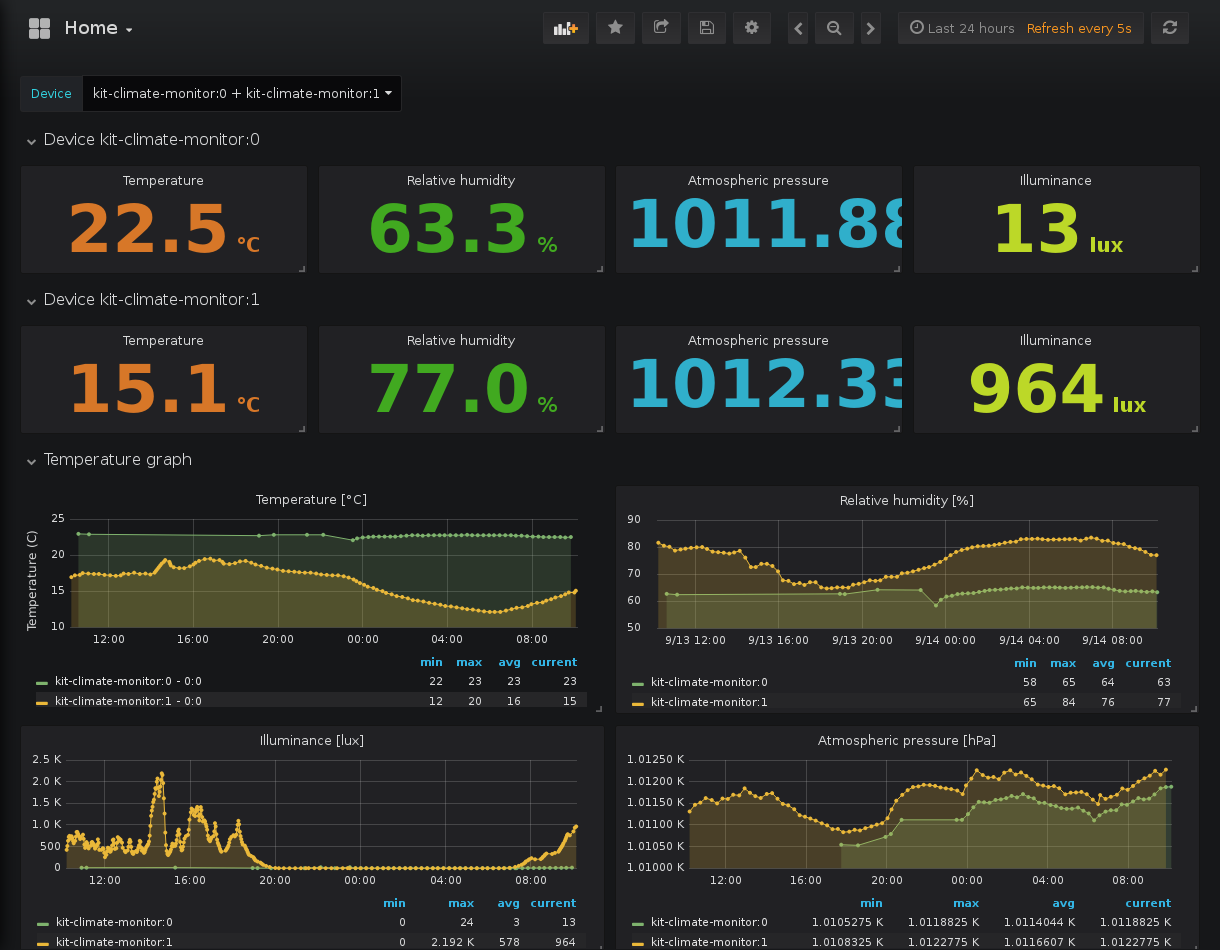 Home
Last 24 hours Refresh every 5s
Device kit-climate-monitor:0 + kit-climate-monitor:1
Device kit-climate-monitor:0
Temperature Relative humidity Atmospheric pressure Illuminance
22.5 °C 63.3 % 1011.88 13 lux
Device kit-climate-monitor:1
Temperature Relative humidity Atmospheric pressure Illuminance
15.1 °C 77.0 % 1012.33 964 lux
Temperature graph
Temperature [°C]
Temperature (C)
25
20
15
10
12:00 16:00 20:00 00:00 04:00 08:00
min max avg current
kit-climate-monitor:0 - 0:0 22 23 23 23
kit-climate-monitor:1 - 0:0 12 20 16 15
Relative humidity [%]
90
80
70
60
50
9/13 12:00 9/13 16:00 9/13 20:00 9/14 00:00 9/14 04:00 9/14 08:00
min max avg current
kit-climate-monitor:0 58 65 64 63
kit-climate-monitor:1 65 84 76 77
Illuminance [lux]
2.5 K
2.0 K
1.5 K
1.0 K
500
0
12:00 16:00 20:00 00:00 04:00 08:00
min max avg current
kit-climate-monitor:0 0 24 3 13
kit-climate-monitor:1 0 2.192 K 578 964
Atmospheric pressure [hPa]
1.01250 K
1.01200 K
1.01150 K
1.01100 K
1.01050 K
1.01000 K
12:00 16:00 20:00 00:00 04:00 08:00
min max avg current
kit-climate-monitor:0 1.0105275 K 1.0118825 K 1.0114044 K 1.0118825 K
kit-climate-monitor:1 1.0108325 K 1.0122775 K 1.0116607 K 1.0122775 K